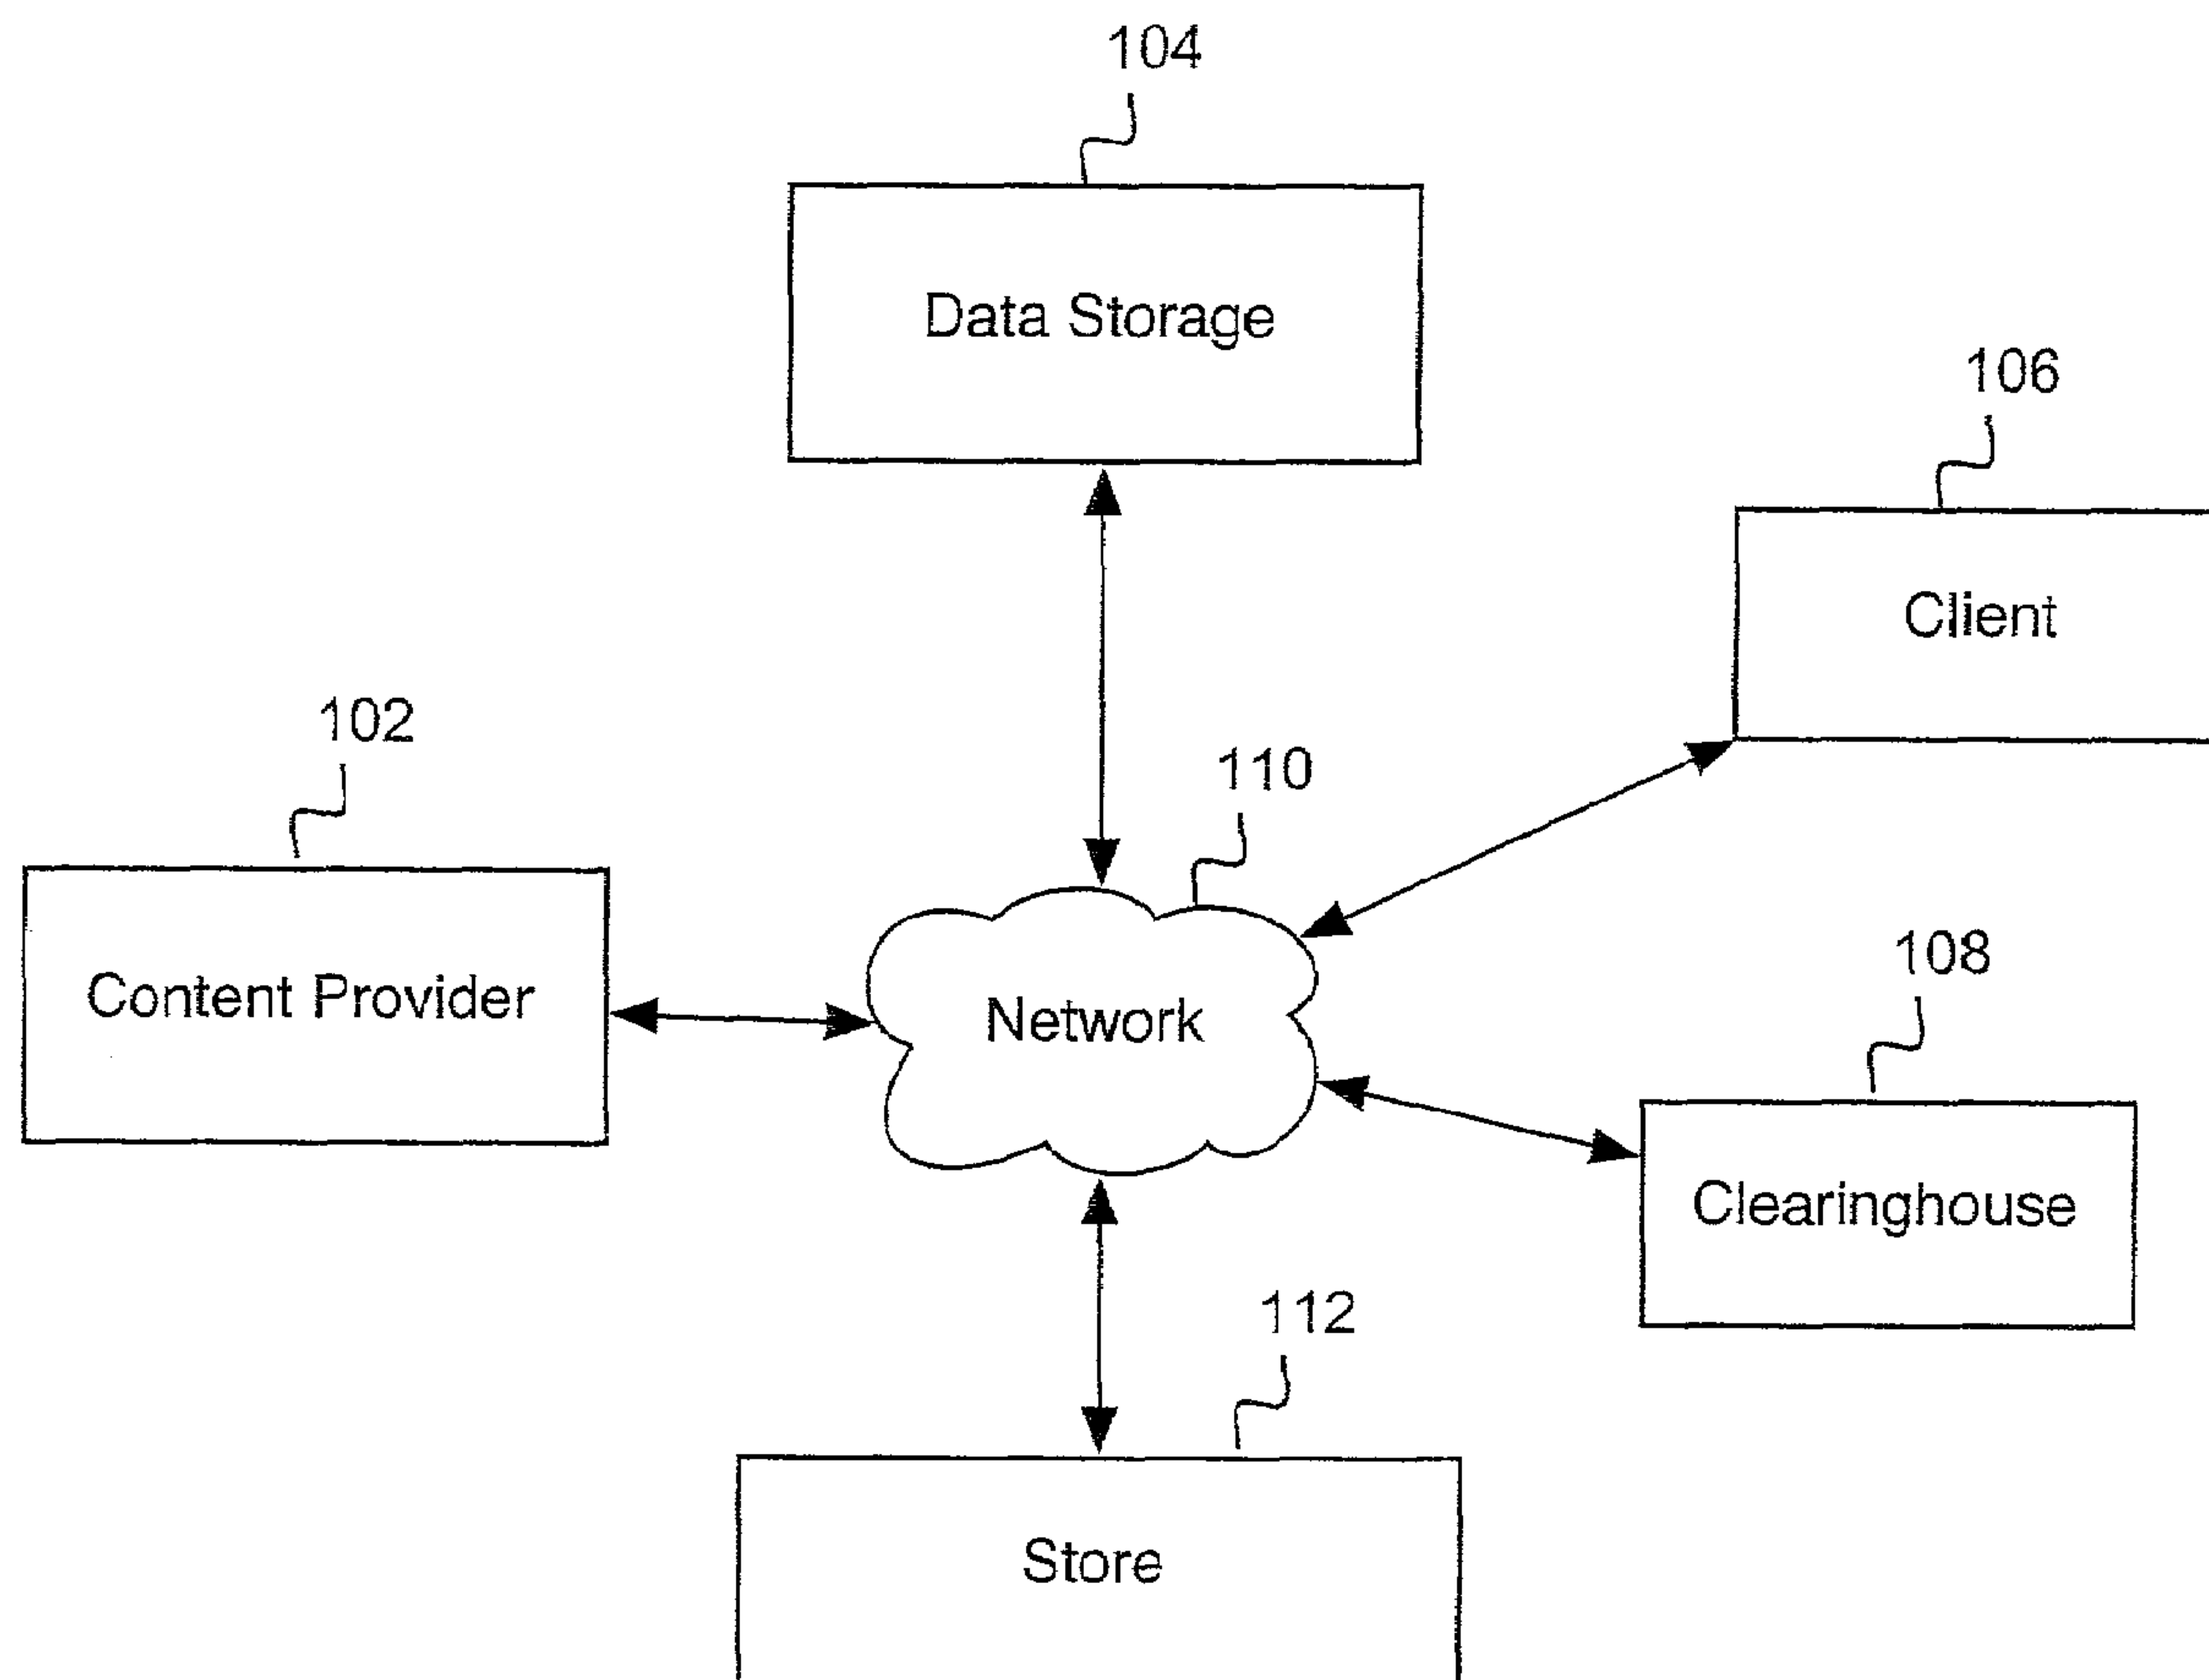 104
Data Storage
106
Client
102
110
Content Provider
Network
108
Clearinghouse
112
Store